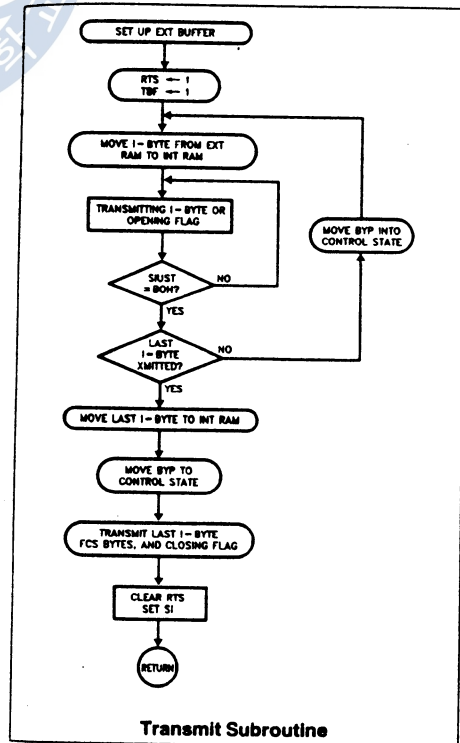 SET UP EXT BUFFER
RTS ← 1
TBF ← 1
MOVE I-BYTE FROM EXT
RAM TO INT RAM
TRANSMITTING I-BYTE OR
OPENING FLAG
MOVE BYP INTO
CONTROL STATE
SIUST
= BOH?
NO
YES
LAST
I-BYTE
XMITTED?
NO
YES
MOVE LAST I-BYTE TO INT RAM
MOVE BYP TO
CONTROL STATE
TRANSMIT LAST I-BYTE
FCS BYTES, AND CLOSING FLAG
CLEAR RTS
SET SI
RETURN
Transmit Subroutine